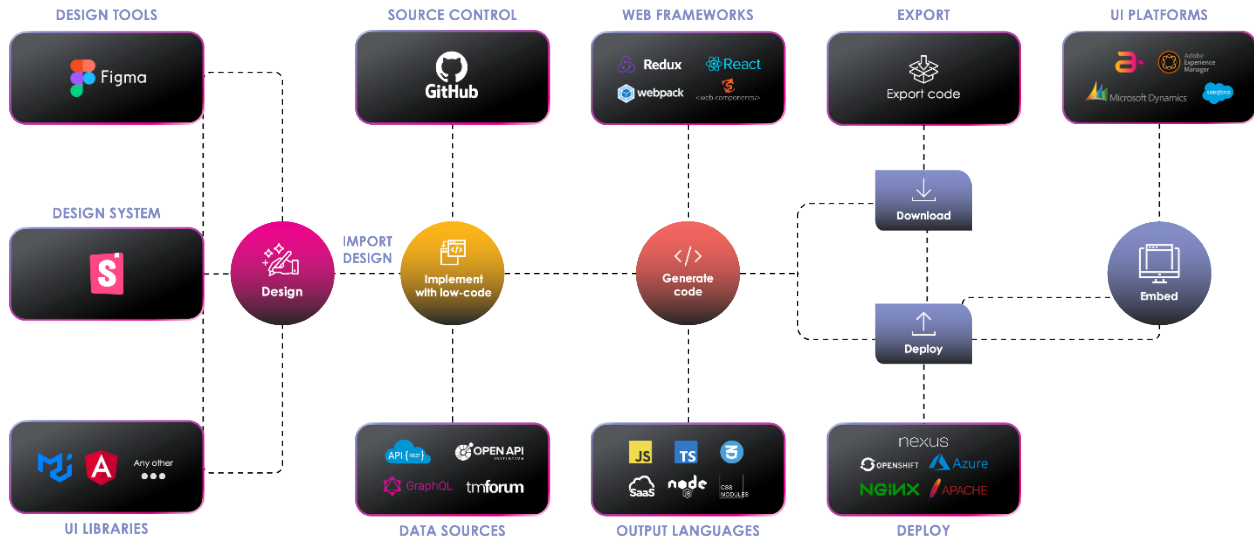 DESIGN TOOLS
SOURCE CONTROL
WEB FRAMEWORKS
EXPORT
UI PLATFORMS
Figma
GitHub
Redux
React
webpack
<web-components/>
Export code
a
Adobe
Experience
Manager
Microsoft Dynamics
salesforce
Download
DESIGN SYSTEM
S
Design
IMPORT
DESIGN
Implement
with low-code
</>
Generate
code
Deploy
Embed
Any other
UI LIBRARIES
API { REST }
OPEN API
INITIATIVE
GraphQL
tmforum
DATA SOURCES
JS
TS
3
SaaS
node
JS
CSS
MODULES
OUTPUT LANGUAGES
nexus
OPENSHIFT
Azure
NGINX
APACHE
DEPLOY